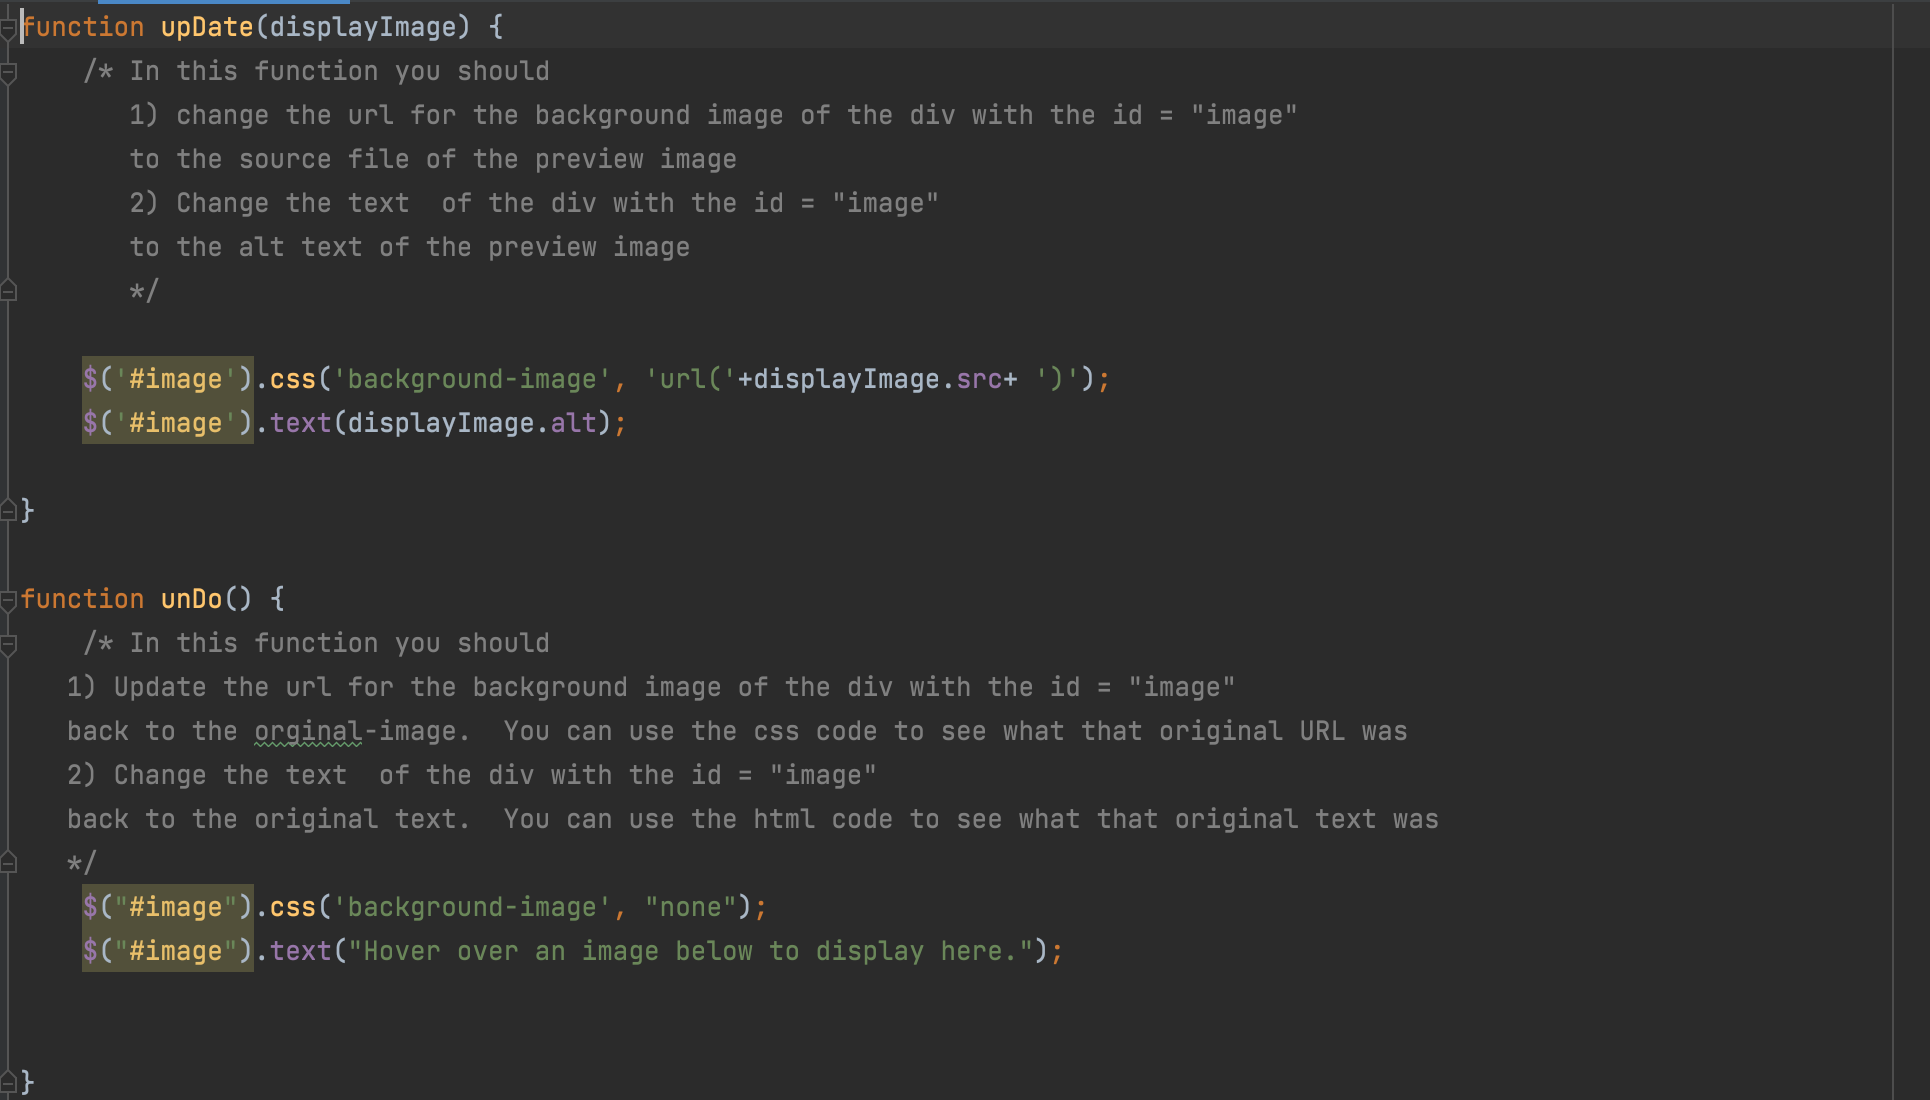 function upDate(displayImage) {
/* In this function you should
1) change the url for the background image of the div with the id = "image"
to the source file of the preview image
2) Change the text  of the div with the id = "image"
to the alt text of the preview image
*/
$('#image').css('background-image', 'url('+displayImage.src+ ')');
$('#image').text(displayImage.alt);
}
function unDo() {
/* In this function you should
1) Update the url for the background image of the div with the id = "image"
back to the orginal-image.  You can use the css code to see what that original URL was
2) Change the text  of the div with the id = "image"
back to the original text.  You can use the html code to see what that original text was
*/
$("#image").css('background-image', "none");
$("#image").text("Hover over an image below to display here.");
}